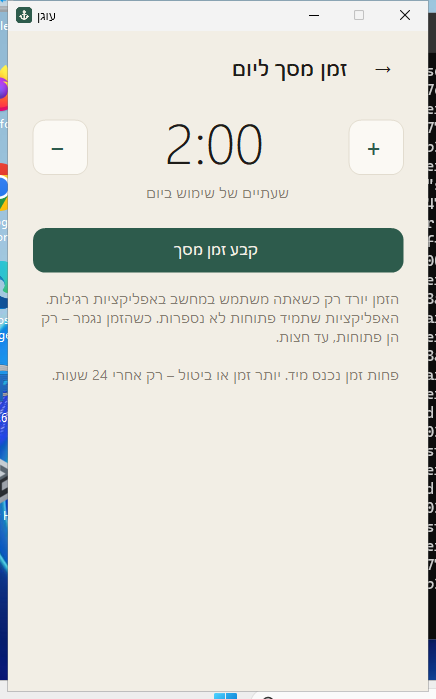 עוגן
זמן מסך ליום
→
+
2:00
−
שעתיים של שימוש ביום
קבע זמן מסך
הזמן יורד רק כשאתה משתמש במחשב באפליקציות רגילות.
האפליקציות שתמיד פתוחות לא נספרות. כשהזמן נגמר – רק
הן פתוחות, עד חצות.
פחות זמן נכנס מיד. יותר זמן או ביטול – רק אחרי 24 שעות.